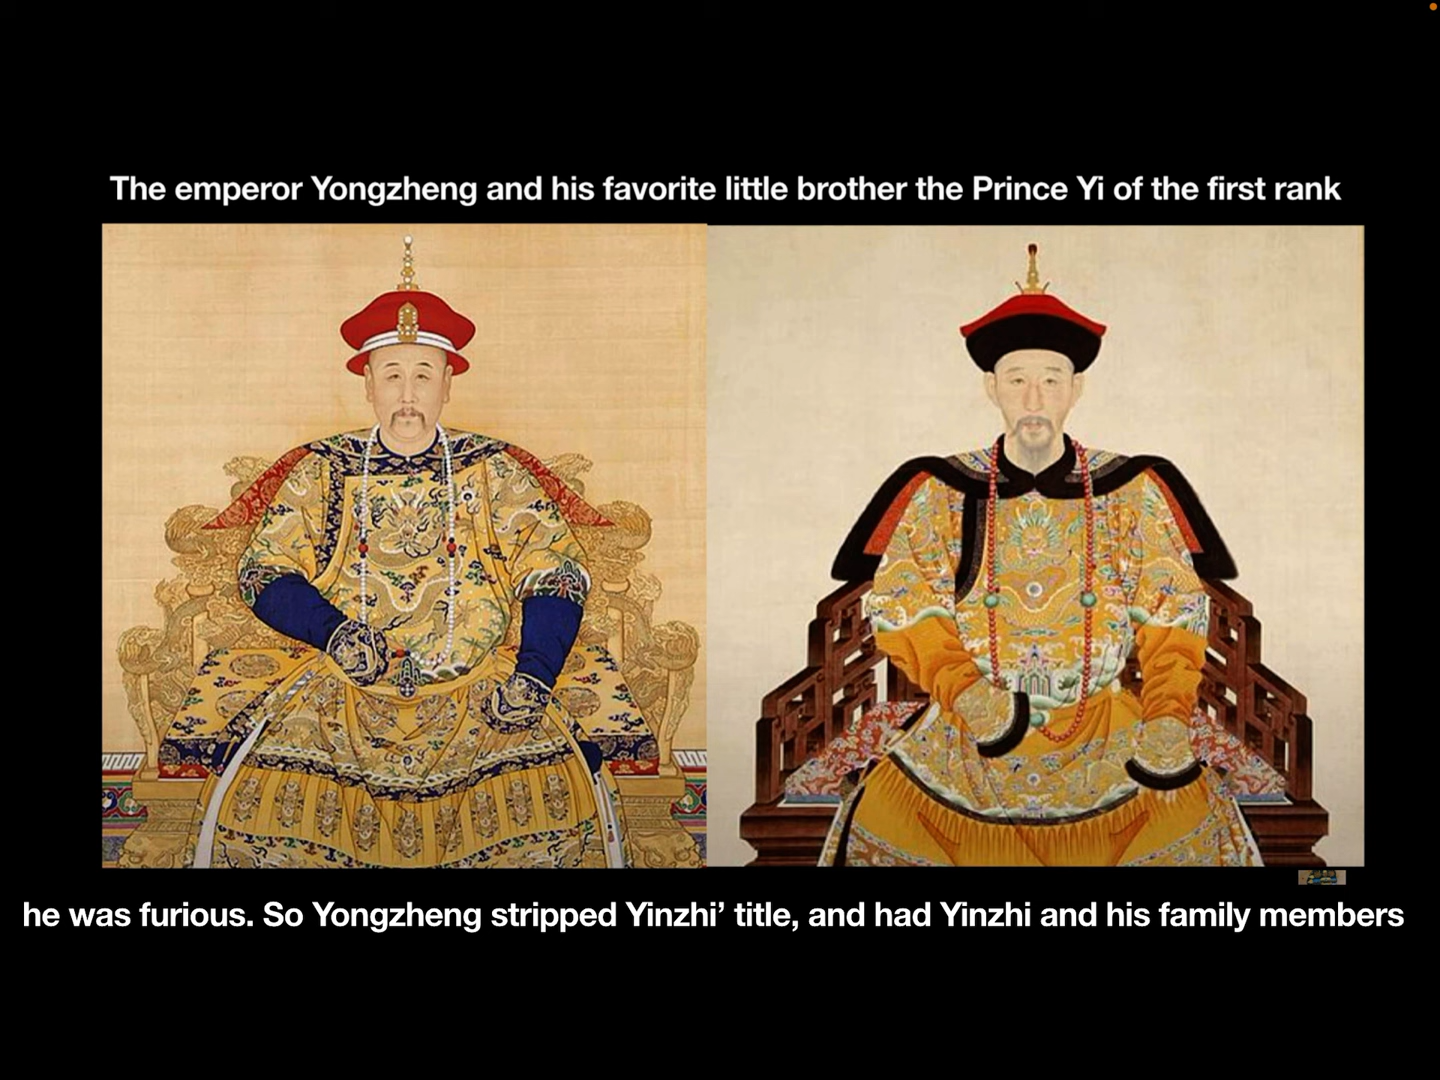 The emperor Yongzheng and his favorite little brother the Prince Yi of the first rank
he was furious. So Yongzheng stripped Yinzhi’ title, and had Yinzhi and his family members